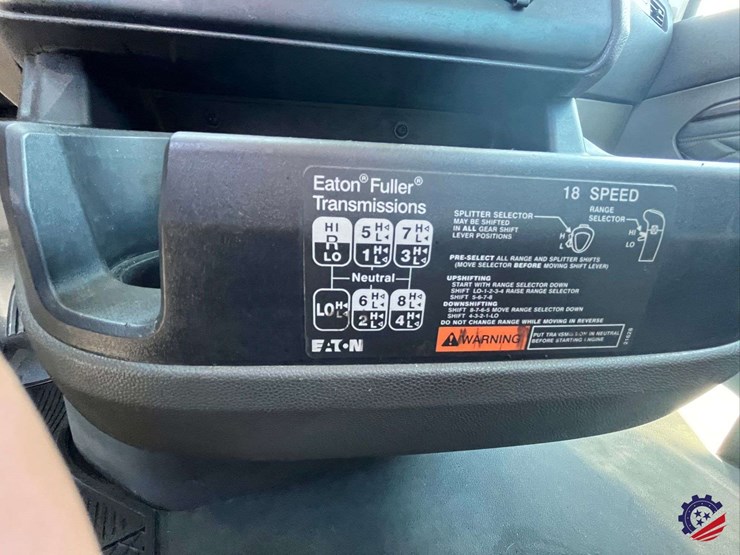 Eaton® Fuller®
Transmissions
18 SPEED
HI
R
LO
5 H L
1 H L
7 H L
3 H L
Neutral
LO H L
6 H L
2 H L
8 H L
4 H L
EATON
SPLITTER SELECTOR
MAY BE SHIFTED
IN ALL GEAR SHIFT
LEVER POSITIONS
H
L
RANGE
SELECTOR
HI
LO
PRE-SELECT ALL RANGE AND SPLITTER SHIFTS
(MOVE SELECTOR BEFORE MOVING SHIFT LEVER)
UPSHIFTING
START WITH RANGE SELECTOR DOWN
SHIFT LO-1-2-3-4 RAISE RANGE SELECTOR
SHIFT 5-6-7-8
DOWNSHIFTING
SHIFT 8-7-6-5 MOVE RANGE SELECTOR DOWN
SHIFT 4-3-2-1-LO
DO NOT CHANGE RANGE WHILE MOVING IN REVERSE
WARNING
PUT IN NEUTRAL
BEFORE STARTING ENGINE